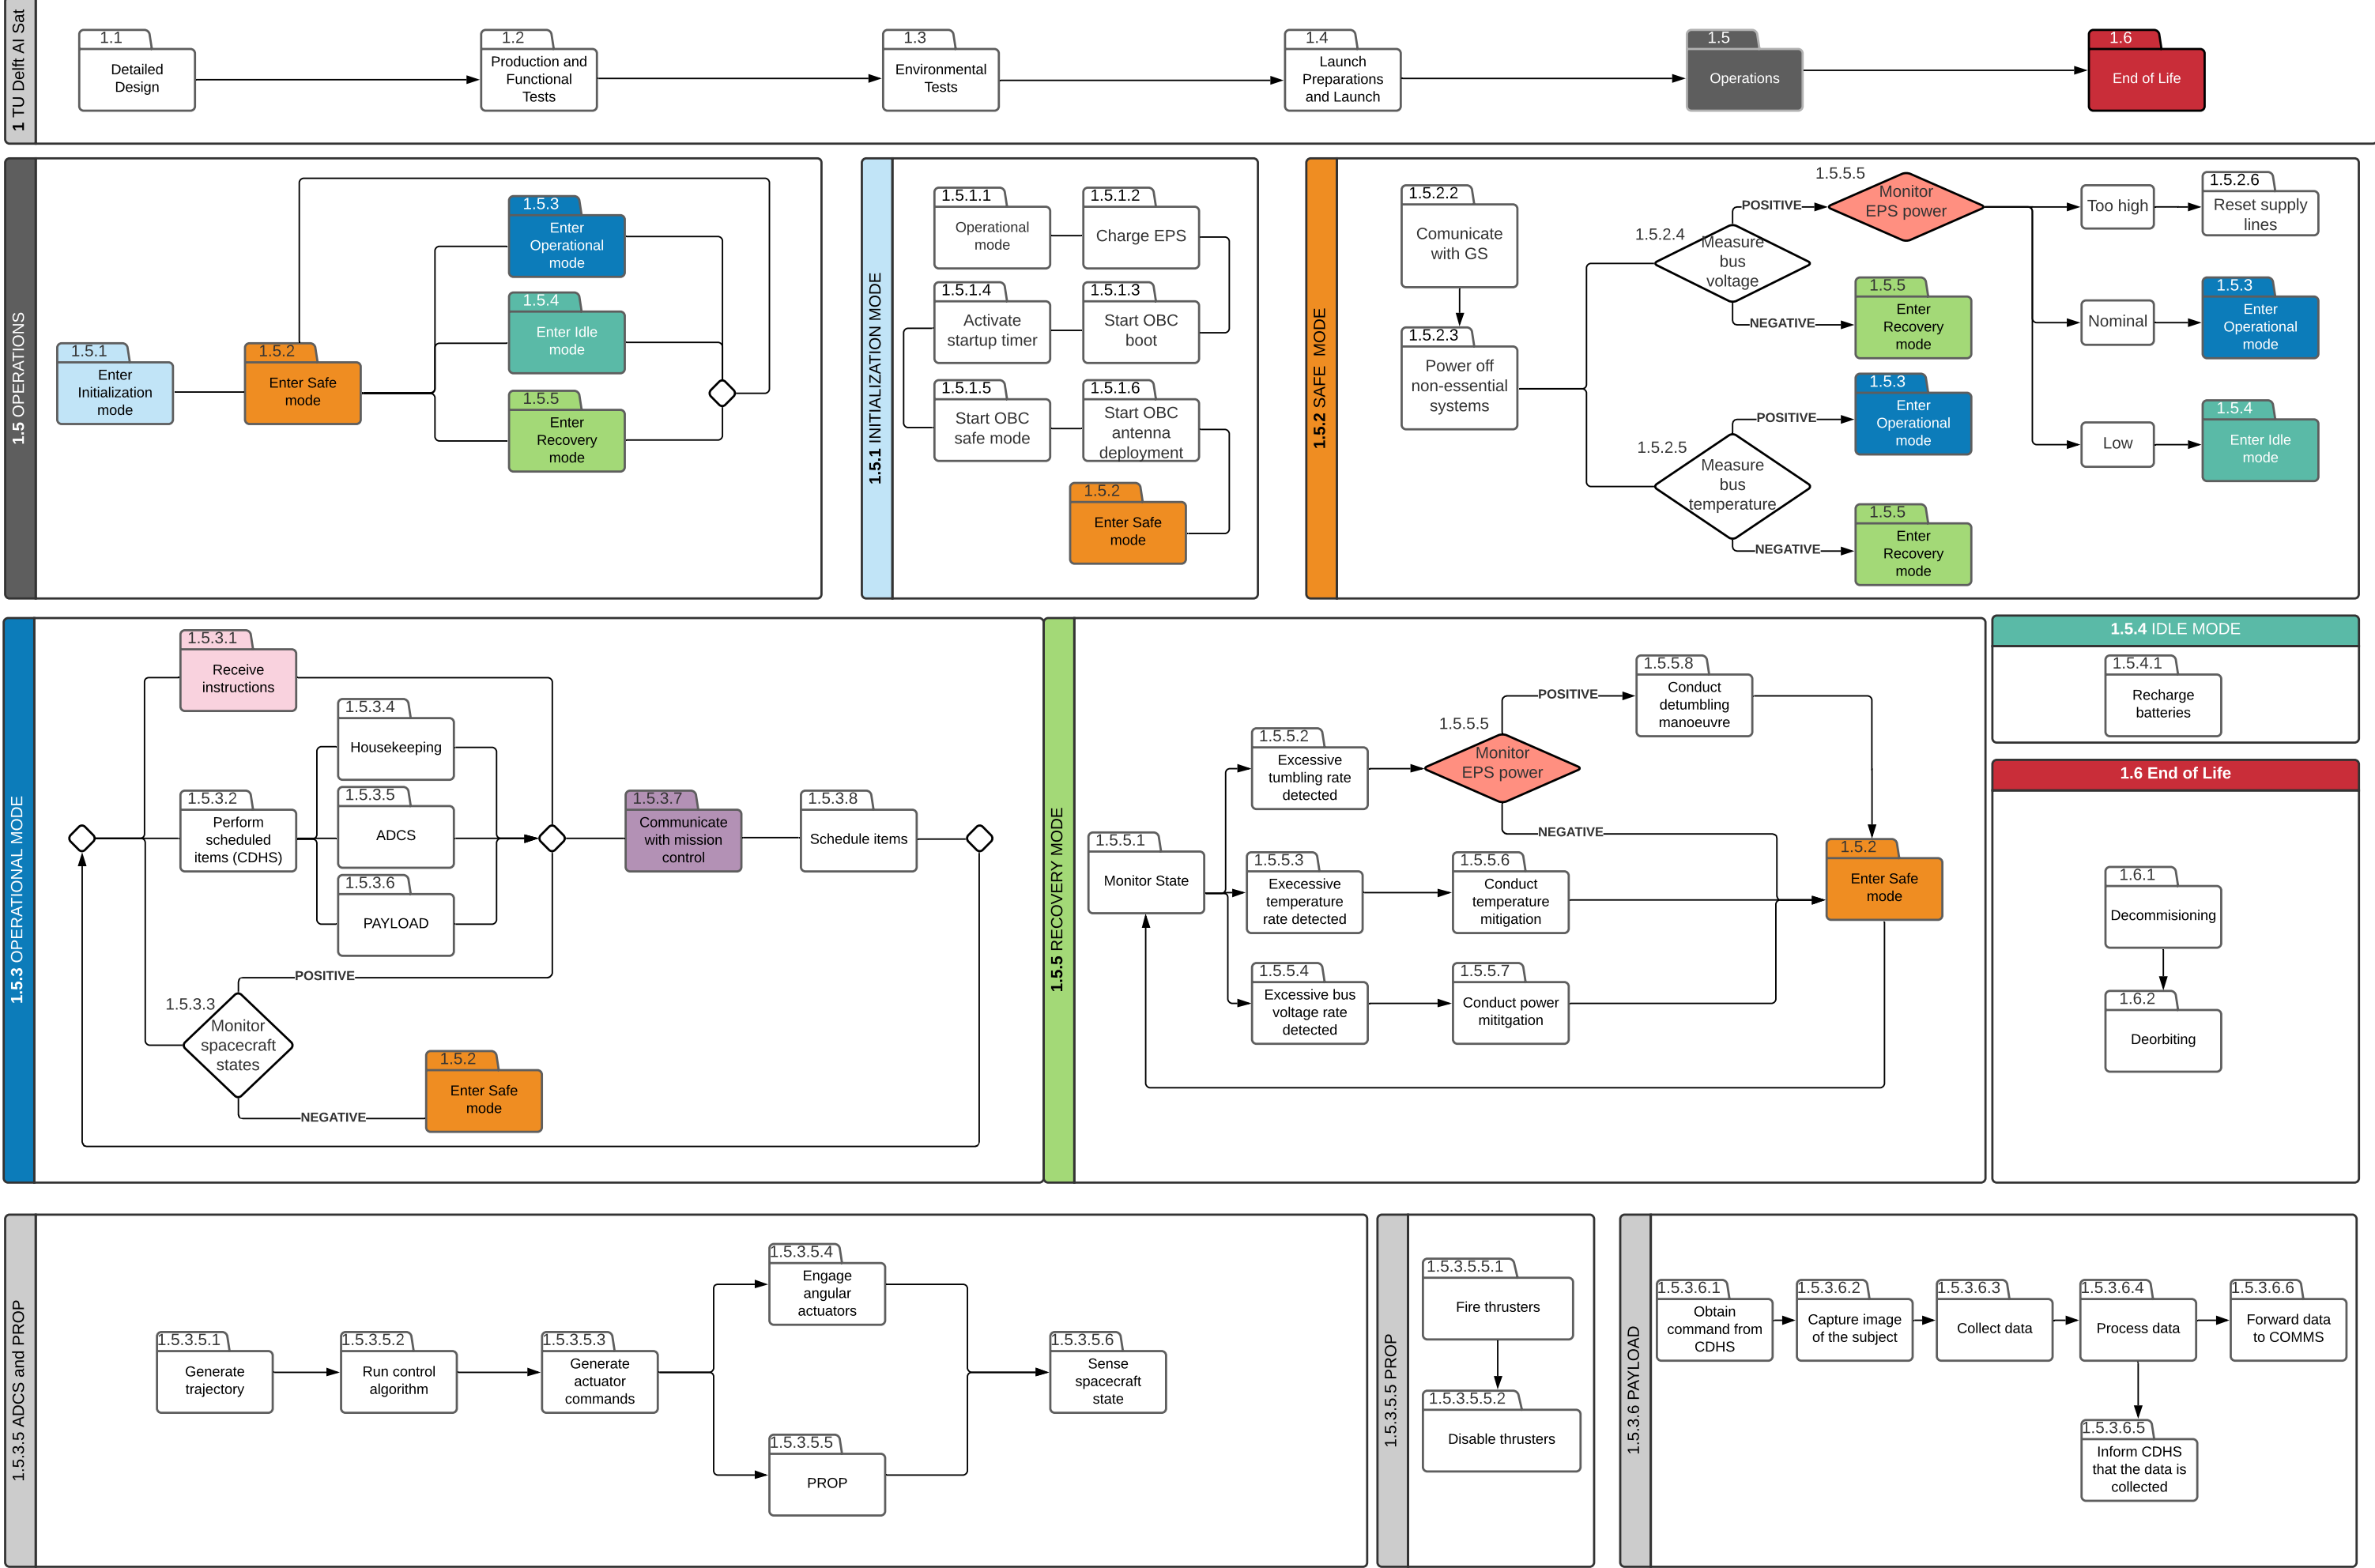 1 TU Delft AI Sat
1.1
Detailed
Design
1.2
Production and
Functional
Tests
1.3
Environmental
Tests
1.4
Launch
Preparations
and Launch
1.5
Operations
1.6
End of Life
1.5 OPERATIONS
1.5.1
Enter
Initialization
mode
1.5.2
Enter Safe
mode
1.5.3
Enter
Operational
mode
1.5.4
Enter Idle
mode
1.5.5
Enter
Recovery
mode
1.5.1 INITIALIZATION MODE
1.5.1.1
Operational
mode
1.5.1.2
Charge EPS
1.5.1.4
Activate
startup timer
1.5.1.3
Start OBC
boot
1.5.1.5
Start OBC
safe mode
1.5.1.6
Start OBC
antenna
deployment
1.5.2
Enter Safe
mode
1.5.2 SAFE MODE
1.5.2.2
Comunicate
with GS
1.5.2.3
Power off
non-essential
systems
1.5.2.4
Measure
bus
voltage
POSITIVE
NEGATIVE
1.5.5.5
Monitor
EPS power
Too high
1.5.2.6
Reset supply
lines
1.5.5
Enter
Recovery
mode
Nominal
1.5.3
Enter
Operational
mode
1.5.2.5
Measure
bus
temperature
POSITIVE
NEGATIVE
1.5.3
Enter
Operational
mode
Low
1.5.4
Enter Idle
mode
1.5.5
Enter
Recovery
mode
1.5.3 OPERATIONAL MODE
1.5.3.1
Receive
instructions
1.5.3.2
Perform
scheduled
items (CDHS)
1.5.3.4
Housekeeping
1.5.3.5
ADCS
1.5.3.6
PAYLOAD
1.5.3.7
Communicate
with mission
control
1.5.3.8
Schedule items
POSITIVE
1.5.3.3
Monitor
spacecraft
states
NEGATIVE
1.5.2
Enter Safe
mode
1.5.5 RECOVERY MODE
1.5.5.1
Monitor State
1.5.5.2
Excessive
tumbling rate
detected
1.5.5.5
Monitor
EPS power
POSITIVE
NEGATIVE
1.5.5.8
Conduct
detumbling
manoeuvre
1.5.5.3
Execessive
temperature
rate detected
1.5.5.6
Conduct
temperature
mitigation
1.5.5.4
Excessive bus
voltage rate
detected
1.5.5.7
Conduct power
mititgation
1.5.2
Enter Safe
mode
1.5.4 IDLE MODE
1.5.4.1
Recharge
batteries
1.6 End of Life
1.6.1
Decommisioning
1.6.2
Deorbiting
1.5.3.5 ADCS and PROP
1.5.3.5.1
Generate
trajectory
1.5.3.5.2
Run control
algorithm
1.5.3.5.3
Generate
actuator
commands
1.5.3.5.4
Engage
angular
actuators
1.5.3.5.5
PROP
1.5.3.5.6
Sense
spacecraft
state
1.5.3.5.5 PROP
1.5.3.5.5.1
Fire thrusters
1.5.3.5.5.2
Disable thrusters
1.5.3.6 PAYLOAD
1.5.3.6.1
Obtain
command from
CDHS
1.5.3.6.2
Capture image
of the subject
1.5.3.6.3
Collect data
1.5.3.6.4
Process data
1.5.3.6.6
Forward data
to COMMS
1.5.3.6.5
Inform CDHS
that the data is
collected